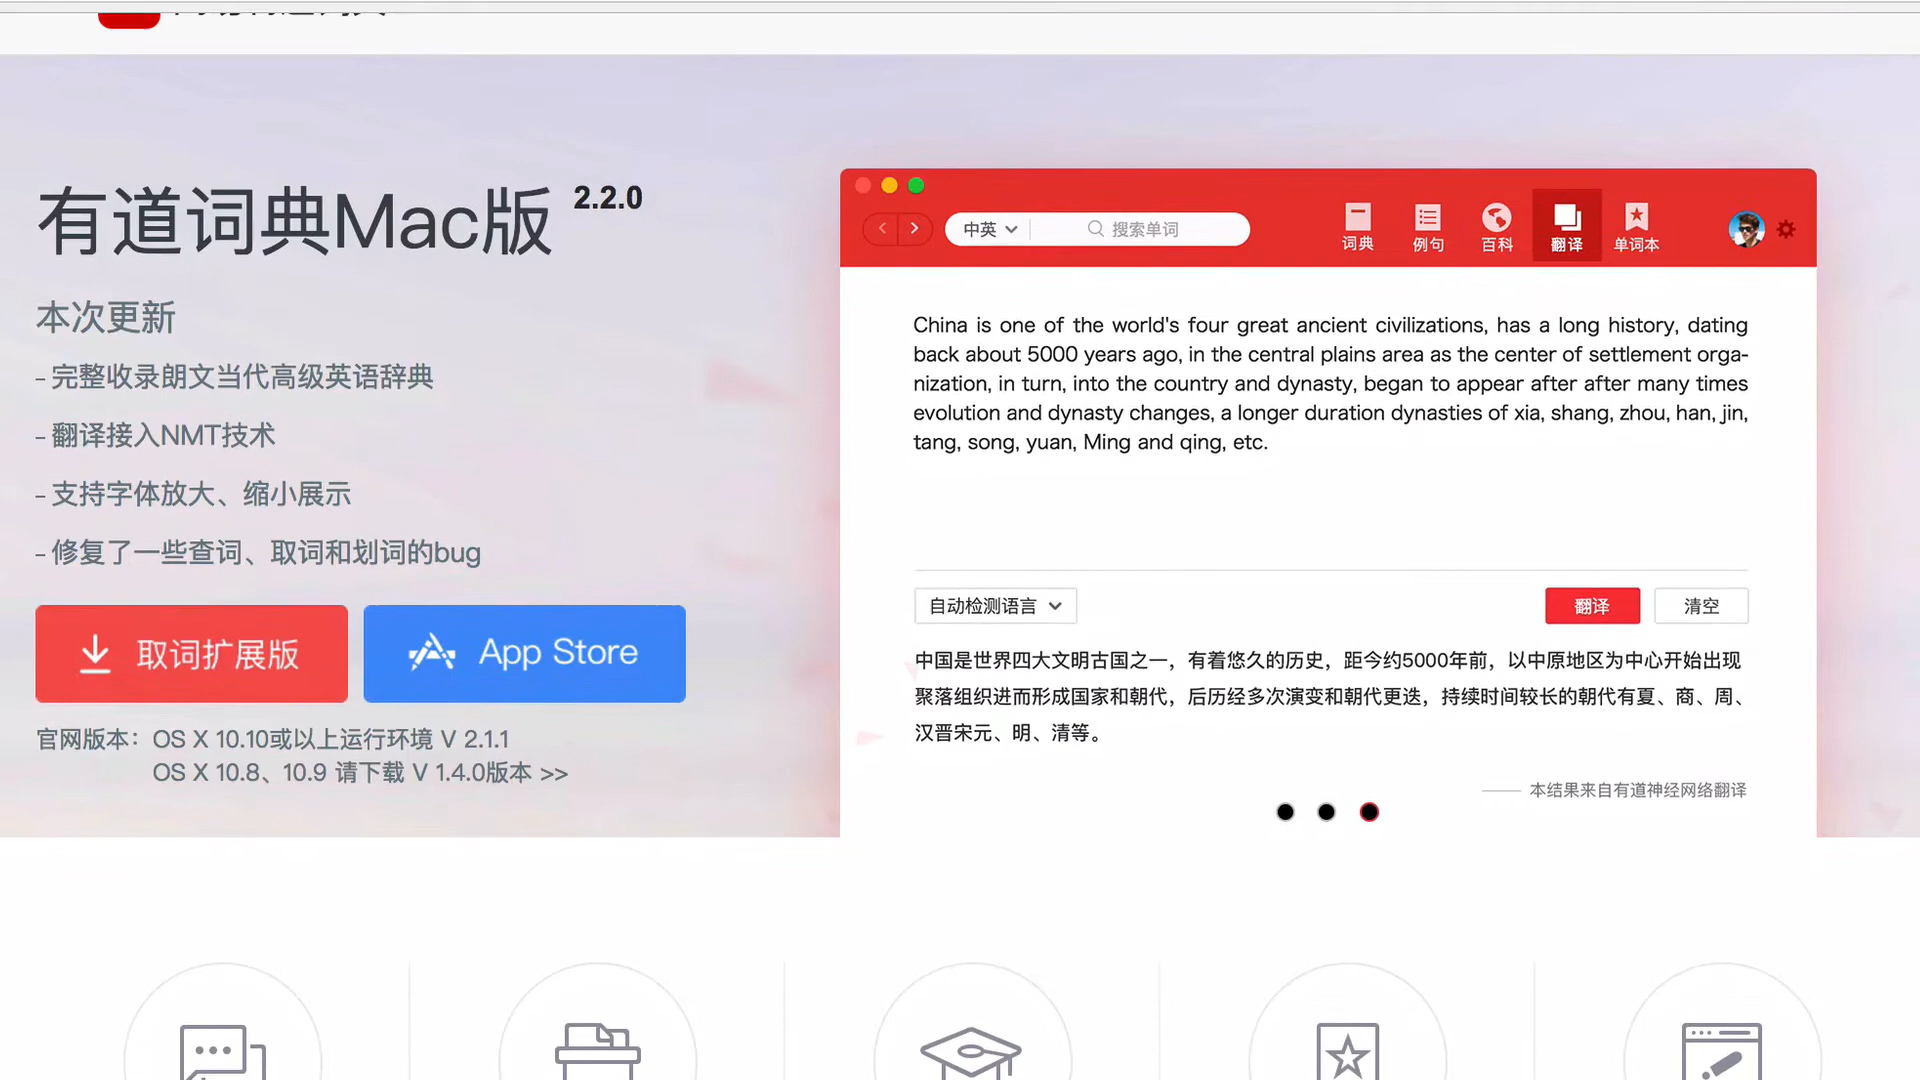 有道词典Mac版 2.2.0
本次更新
- 完整收录朗文当代高级英语辞典
- 翻译接入NMT技术
- 支持字体放大、缩小展示
- 修复了一些查词、取词和划词的bug
取词扩展版
App Store
官网版本：OS X 10.10或以上运行环境 V 2.1.1
OS X 10.8、10.9 请下载 V 1.4.0版本 >>
中英
搜索单词
词典
例句
百科
翻译
单词本
China is one of the world's four great ancient civilizations, has a long history, dating
back about 5000 years ago, in the central plains area as the center of settlement orga-
nization, in turn, into the country and dynasty, began to appear after after many times
evolution and dynasty changes, a longer duration dynasties of xia, shang, zhou, han, jin,
tang, song, yuan, Ming and qing, etc.
自动检测语言
翻译
清空
中国是世界四大文明古国之一，有着悠久的历史，距今约5000年前，以中原地区为中心开始出现
聚落组织进而形成国家和朝代，后历经多次演变和朝代更迭，持续时间较长的朝代有夏、商、周、
汉晋宋元、明、清等。
本结果来自有道神经网络翻译